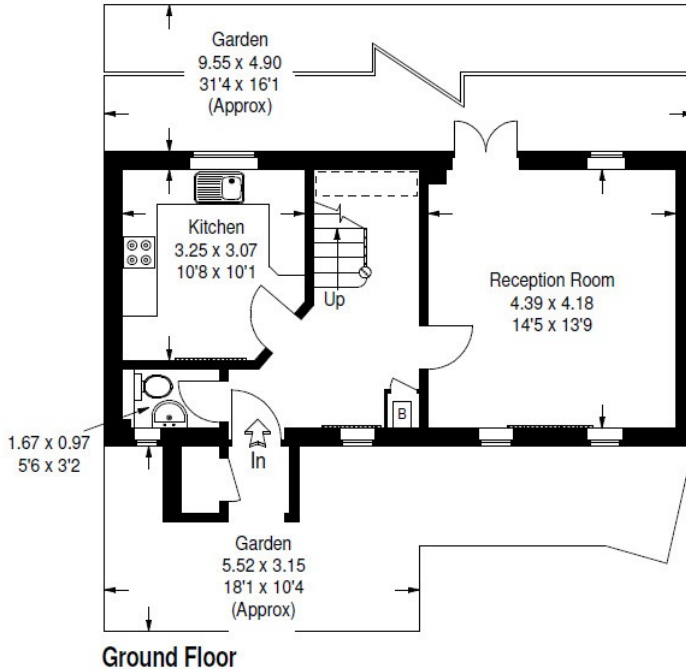 Garden
9.55 x 4.90
31'4 x 16'1
(Approx)
Kitchen
3.25 x 3.07
10'8 x 10'1
Up
Reception Room
4.39 x 4.18
14'5 x 13'9
B
1.67 x 0.97
5'6 x 3'2
In
Garden
5.52 x 3.15
18'1 x 10'4
(Approx)
Ground Floor